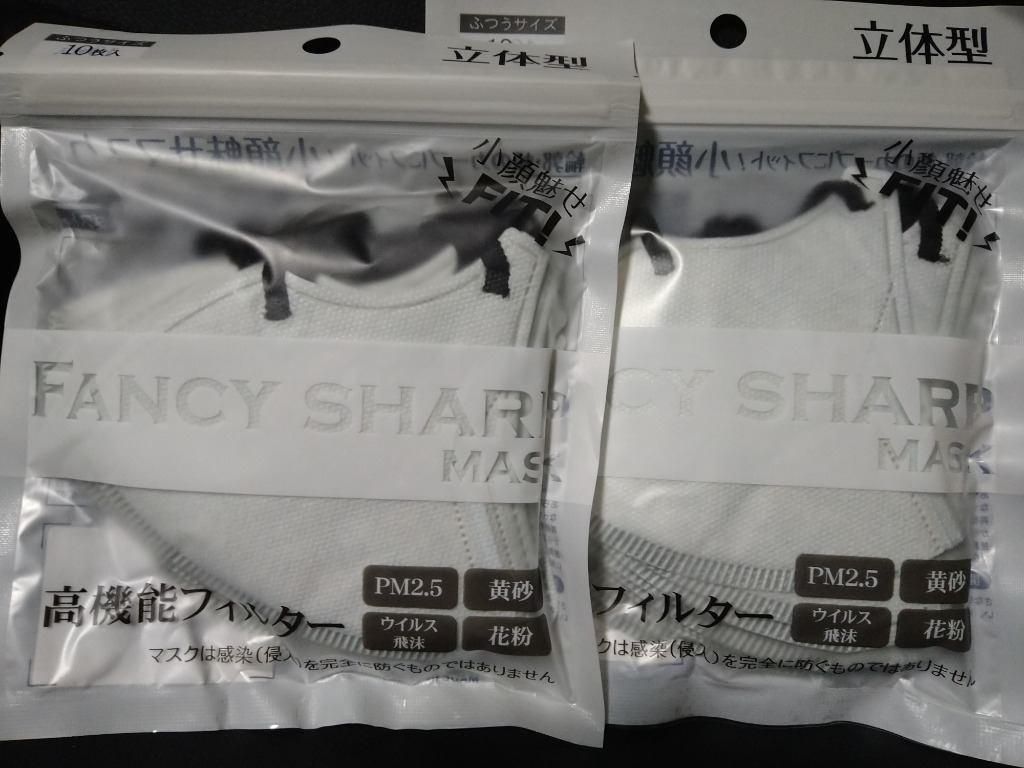 ふつうサイズ
10枚入
立体型
小顔魅せ
FIT!
FANCY SHARP
MASK
高機能フィルター
PM2.5
黄砂
ウイルス
飛沫
花粉
マスクは感染(侵入)を完全に防ぐものではありません
ふつうサイズ
立体型
小顔魅せ
FIT!
CY SHARP
MASK
フィルター
PM2.5
黄砂
ウイルス
飛沫
花粉
クは感染(侵入)を完全に防ぐものではありません